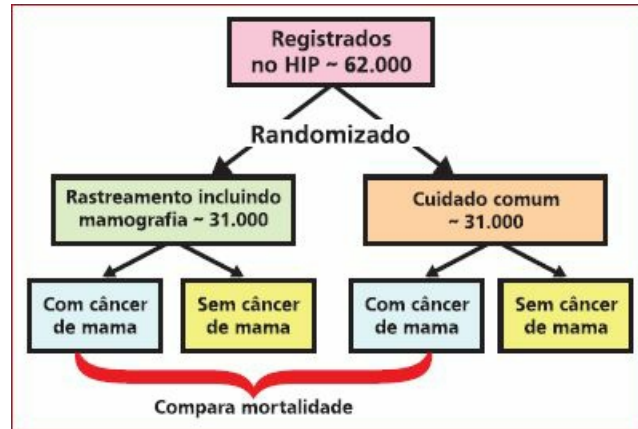 Registrados
no HIP ~ 62.000
Randomizado
Rastreamento incluindo
mamografia ~ 31.000
Cuidado comum
~ 31.000
Com câncer
de mama
Sem câncer
de mama
Com câncer
de mama
Sem câncer
de mama
Compara mortalidade